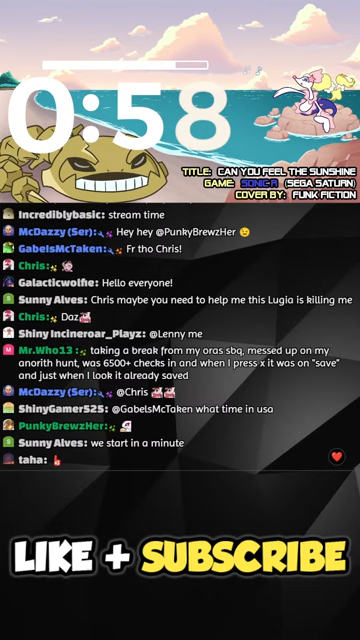 0:58
TITLE: CAN YOU FEEL THE SUNSHINE
GAME: SONIC R (SEGA SATURN)
COVER BY: FUNK FICTION
Incrediblybasic: stream time
McDazzy (Ser): Hey hey @PunkyBrewzHer 😉
GabeIsMcTaken: Fr tho Chris!
Chris:
Galacticwolfie: Hello everyone!
Sunny Alves: Chris maybe you need to help me this Lugia is killing me
Chris: Daz
Shiny Incineroar_Playz: @Lenny me
Mr.Who13 : taking a break from my oras sbq, messed up on my
anorith hunt, was 6500+ checks in and when I press x it was on "save"
and just when I look it already saved
McDazzy (Ser): @Chris
ShinyGamer525: @GabeIsMcTaken what time in usa
PunkyBrewzHer:
Sunny Alves: we start in a minute
taha:
LIKE + SUBSCRIBE